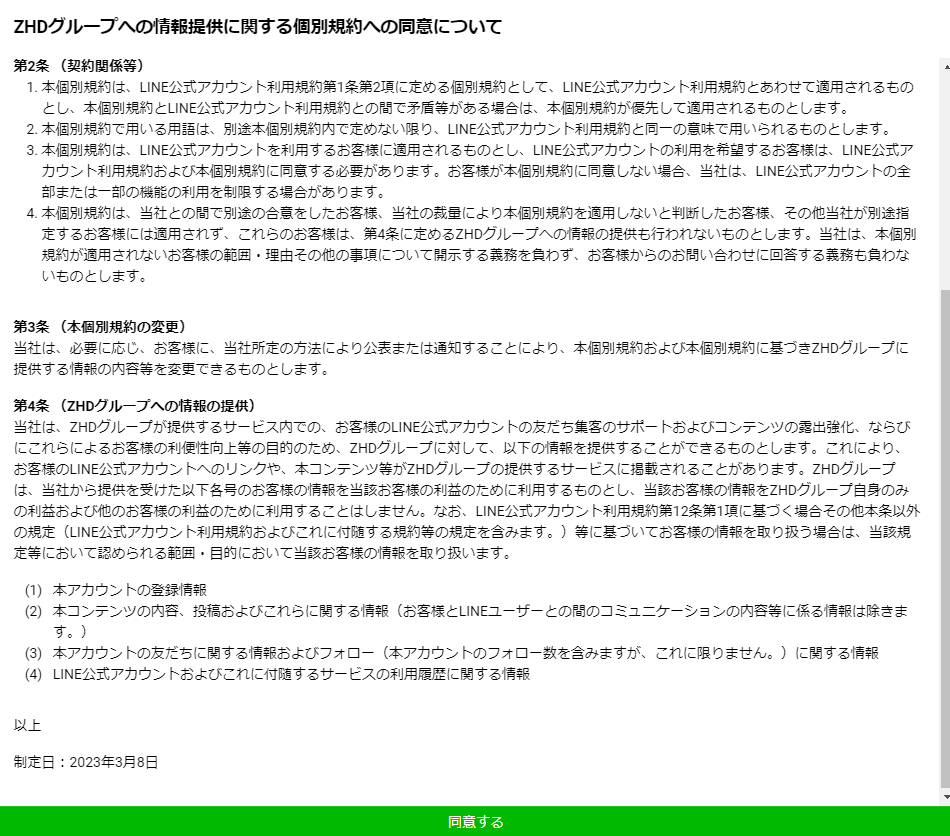 ZHDグループへの情報提供に関する個別規約への同意について
第2条 （契約関係等）
1. 本個別規約は、LINE公式アカウント利用規約第1条第2項に定める個別規約として、LINE公式アカウント利用規約とあわせて適用されるもの
とし、本個別規約とLINE公式アカウント利用規約との間で矛盾等がある場合は、本個別規約が優先して適用されるものとします。
2. 本個別規約で用いる用語は、別途本個別規約内で定めない限り、LINE公式アカウント利用規約と同一の意味で用いられるものとします。
3. 本個別規約は、LINE公式アカウントを利用するお客様に適用されるものとし、LINE公式アカウントの利用を希望するお客様は、LINE公式ア
カウント利用規約および本個別規約に同意する必要があります。お客様が本個別規約に同意しない場合、当社は、LINE公式アカウントの全
部または一部の機能の利用を制限する場合があります。
4. 本個別規約は、当社との間で別途の合意をしたお客様、当社の裁量により本個別規約を適用しないと判断したお客様、その他当社が別途指
定するお客様には適用されず、これらのお客様は、第4条に定めるZHDグループへの情報の提供も行われないものとします。当社は、本個別
規約が適用されないお客様の範囲・理由その他の事項について開示する義務を負わず、お客様からのお問い合わせに回答する義務も負わな
いものとします。
第3条 （本個別規約の変更）
当社は、必要に応じ、お客様に、当社所定の方法により公表または通知することにより、本個別規約および本個別規約に基づきZHDグループに
提供する情報の内容等を変更できるものとします。
第4条 （ZHDグループへの情報の提供）
当社は、ZHDグループが提供するサービス内での、お客様のLINE公式アカウントの友だち集客のサポートおよびコンテンツの露出強化、ならび
にこれらによるお客様の利便性向上等の目的のため、ZHDグループに対して、以下の情報を提供することができるものとします。これにより、
お客様のLINE公式アカウントへのリンクや、本コンテンツ等がZHDグループの提供するサービスに掲載されることがあります。ZHDグループ
は、当社から提供を受けた以下各号のお客様の情報を当該お客様の利益のために利用するものとし、当該お客様の情報をZHDグループ自身のみ
の利益および他のお客様の利益のために利用することはしません。なお、LINE公式アカウント利用規約第12条第1項に基づく場合その他本条以外
の規定（LINE公式アカウント利用規約およびこれに付随する規約等の規定を含みます。）等に基づいてお客様の情報を取り扱う場合は、当該規
定等において認められる範囲・目的において当該お客様の情報を取り扱います。
(1) 本アカウントの登録情報
(2) 本コンテンツの内容、投稿およびこれらに関する情報（お客様とLINEユーザーとの間のコミュニケーションの内容等に係る情報は除きま
す。）
(3) 本アカウントの友だちに関する情報およびフォロー（本アカウントのフォロー数を含みますが、これに限りません。）に関する情報
(4) LINE公式アカウントおよびこれに付随するサービスの利用履歴に関する情報
以上
制定日：2023年3月8日
同意する